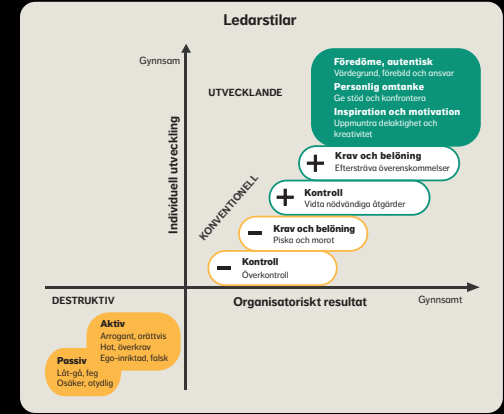 Ledarstilar
Gynnsam
UTVECKLANDE
Föredöme, autentisk
Värdegrund, förebild och ansvar
Personlig omtanke
Ge stöd och konfrontera
Inspiration och motivation
Uppmuntra delaktighet och
kreativitet
Individuell utveckling
KONVENTIONELL
+ Krav och belöning
Eftersträva överenskommelser
+ Kontroll
Vidta nödvändiga åtgärder
– Krav och belöning
Piska och morot
– Kontroll
Överkontroll
DESTRUKTIV
Organisatoriskt resultat
Gynnsamt
Aktiv
Arrogant, orättvis
Hot, överkrav
Ego-inriktad, falsk
Passiv
Låt-gå, feg
Osäker, otydlig